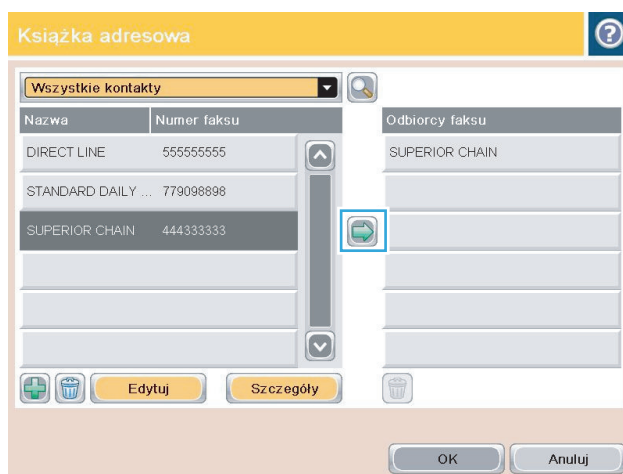 Książka adresowa
?
Wszystkie kontakty
Nazwa Numer faksu Odbiorcy faksu
DIRECT LINE 555555555 SUPERIOR CHAIN
STANDARD DAILY ... 779098898
SUPERIOR CHAIN 444333333
Edytuj Szczegóły
OK Anuluj